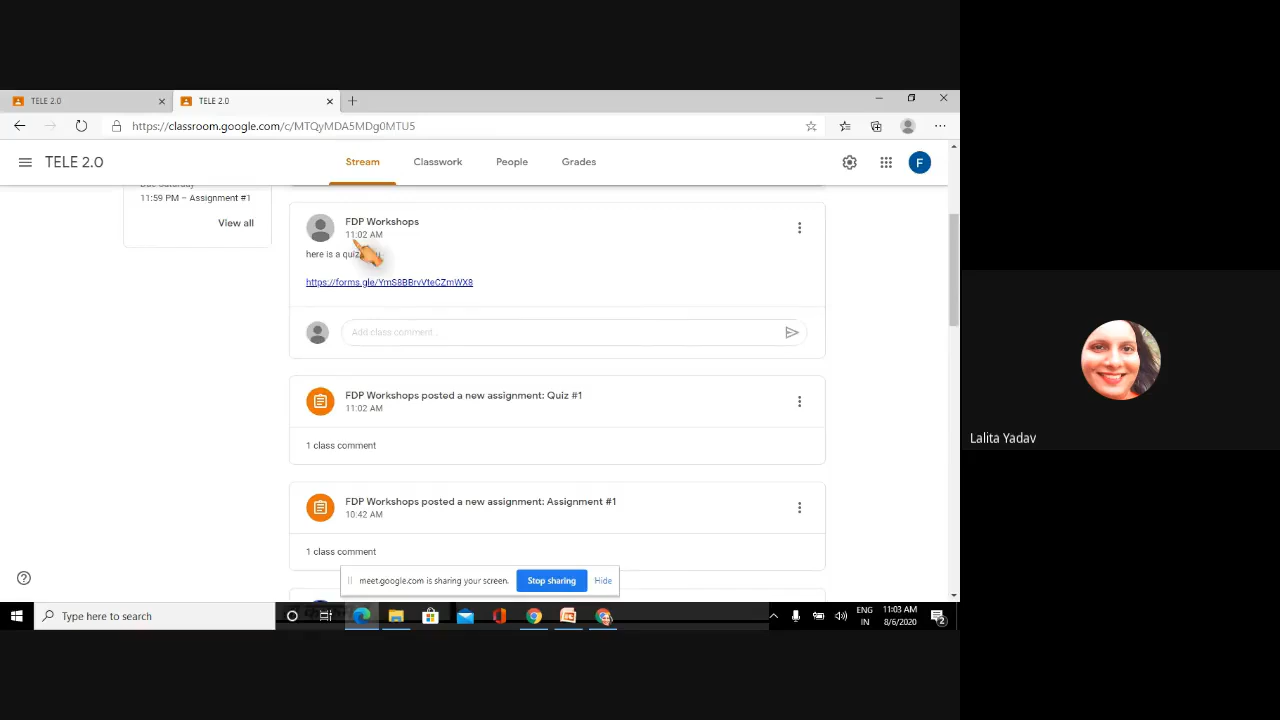 TELE 2.0
TELE 2.0
https://classroom.google.com/c/MTQyMDA5MDg0MTU5
TELE 2.0
Stream
Classwork
People
Grades
F
11:59 PM – Assignment #1
View all
FDP Workshops
11:02 AM
here is a quiz
https://forms.gle/YmS8BBrvVteCZmWX8
Add class comment…
FDP Workshops posted a new assignment: Quiz #1
11:02 AM
1 class comment
FDP Workshops posted a new assignment: Assignment #1
10:42 AM
1 class comment
meet.google.com is sharing your screen.
Stop sharing
Hide
Type here to search
ENG
IN
11:03 AM
8/6/2020
2
Lalita Yadav